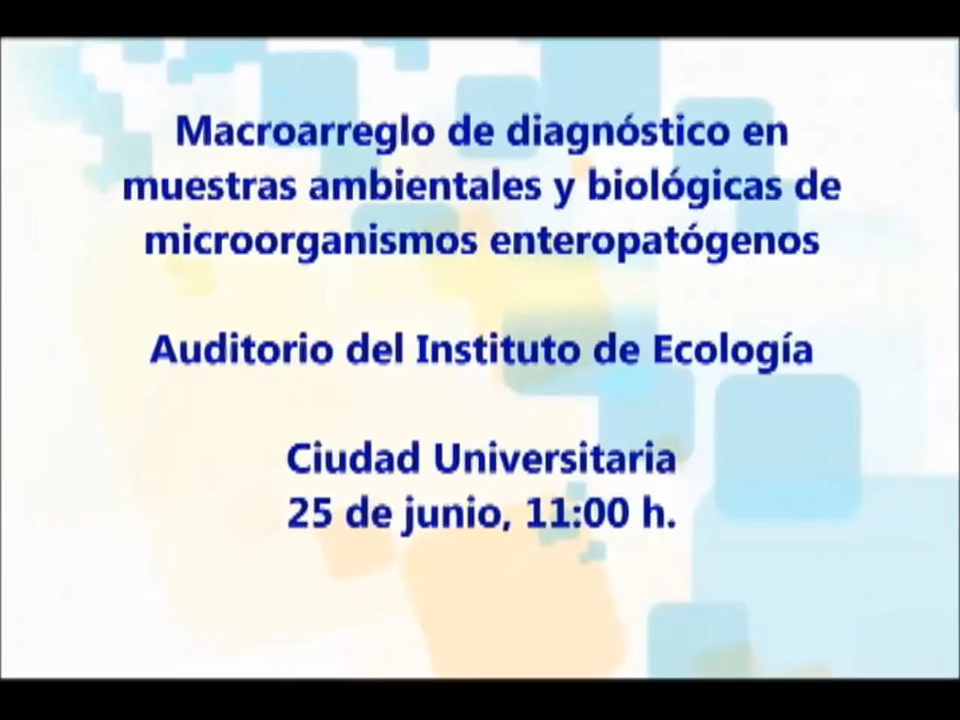 Macroarreglo de diagnóstico en
muestras ambientales y biológicas de
microorganismos enteropatógenos
Auditorio del Instituto de Ecología
Ciudad Universitaria
25 de junio, 11:00 h.